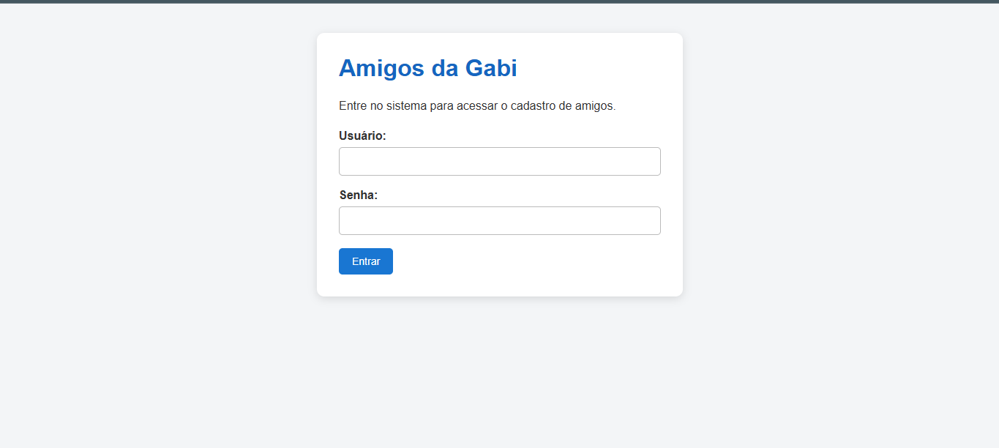 Amigos da Gabi
Entre no sistema para acessar o cadastro de amigos.
Usuário:
Senha:
Entrar